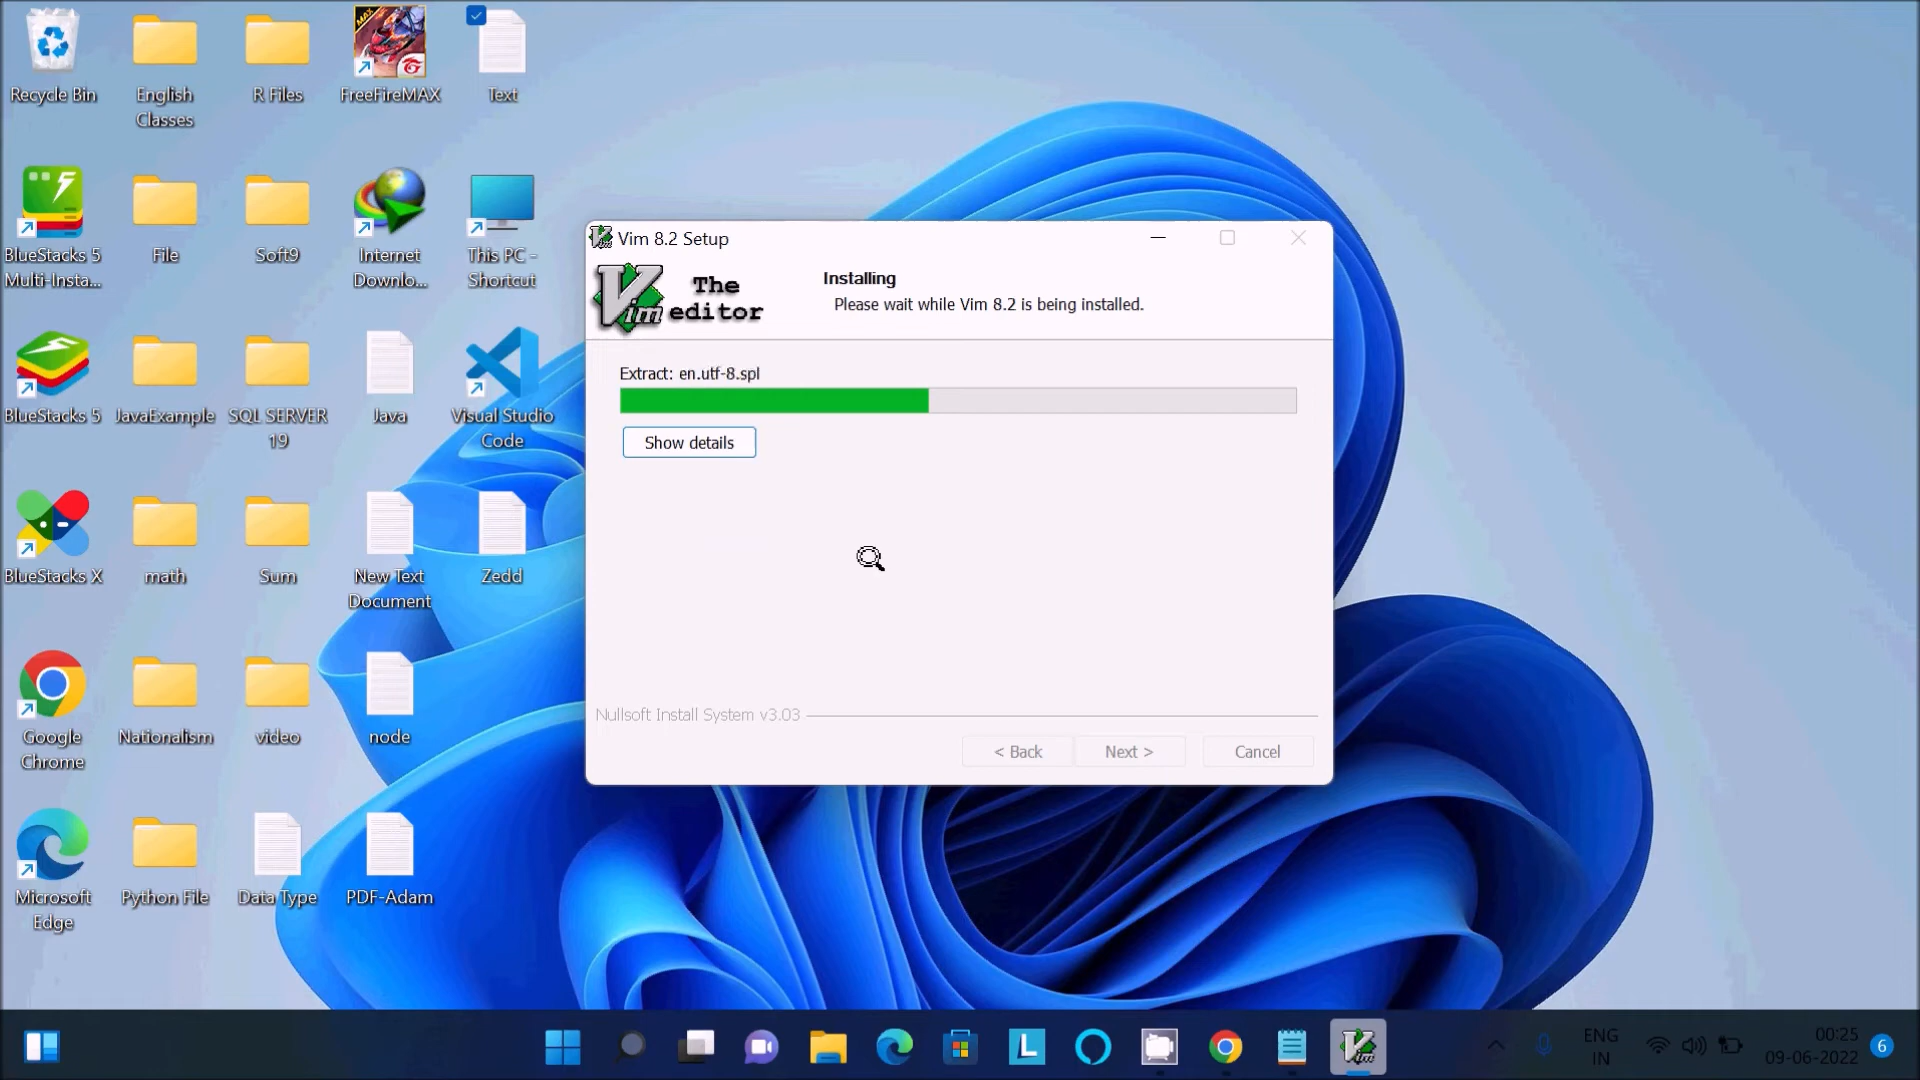 Recycle Bin
English
Classes
R Files
FreeFireMAX
MAX
Text
BlueStacks 5
Multi-Insta...
File
Soft9
Internet
Downlo...
This PC -
Shortcut
BlueStacks 5
JavaExample
SQL SERVER
19
Java
Visual Studio
Code
BlueStacks X
math
Sum
New Text
Document
Zedd
Google
Chrome
Nationalism
video
node
Microsoft
Edge
Python File
Data Type
PDF-Adam
Vim 8.2 Setup
Vim
The
editor
Installing
Please wait while Vim 8.2 is being installed.
Extract: en.utf-8.spl
Show details
Nullsoft Install System v3.03
< Back
Next >
Cancel
L
Vim
ENG
IN
00:25
09-06-2022
6